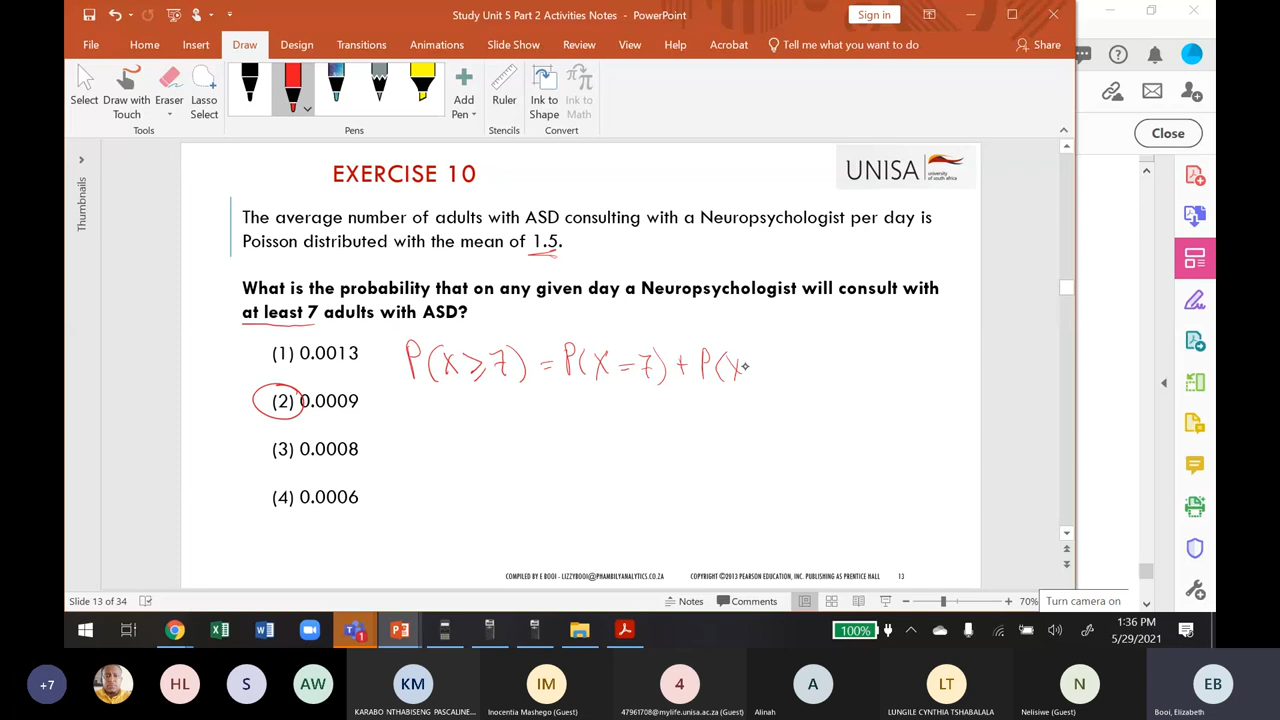 Study Unit 5 Part 2 Activities Notes - PowerPoint
Sign in
File Home Insert Draw Design Transitions Animations Slide Show Review View Help Acrobat Tell me what you want to do Share
Select Draw with Touch Eraser Lasso Select Add Pen Ruler Ink to Shape Ink to Math
Tools Pens Stencils Convert
Close
Thumbnails
EXERCISE 10
UNISA university of south africa
The average number of adults with ASD consulting with a Neuropsychologist per day is
Poisson distributed with the mean of 1.5.
What is the probability that on any given day a Neuropsychologist will consult with
at least 7 adults with ASD?
(1) 0.0013
P(X ≥ 7) = P(X = 7) + P(X
(2) 0.0009
(3) 0.0008
(4) 0.0006
COMPILED BY E BOOI - LIZZYBOOI@PHAMBILYANALYTICS.CO.ZA COPYRIGHT ©2013 PEARSON EDUCATION, INC. PUBLISHING AS PRENTICE HALL 13
Slide 13 of 34 Notes Comments 70% Turn camera on
100% 1:36 PM
5/29/2021
+7 HL S AW KM IM 4 A LT N EB
KARABO NTHABISENG PASCALINE... Inocentia Mashego (Guest) 47961708@mylife.unisa.ac.za (Guest) Alinah LUNGILE CYNTHIA TSHABALALA Nelisiwe (Guest) Booi, Elizabeth